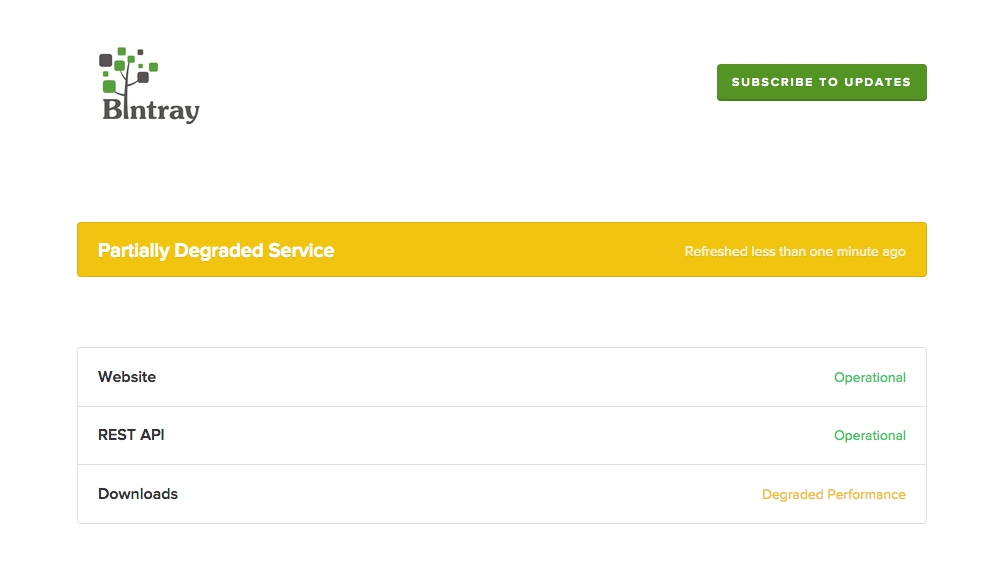 Bintray
SUBSCRIBE TO UPDATES
Partially Degraded Service
Refreshed less than one minute ago
Website
Operational
REST API
Operational
Downloads
Degraded Performance